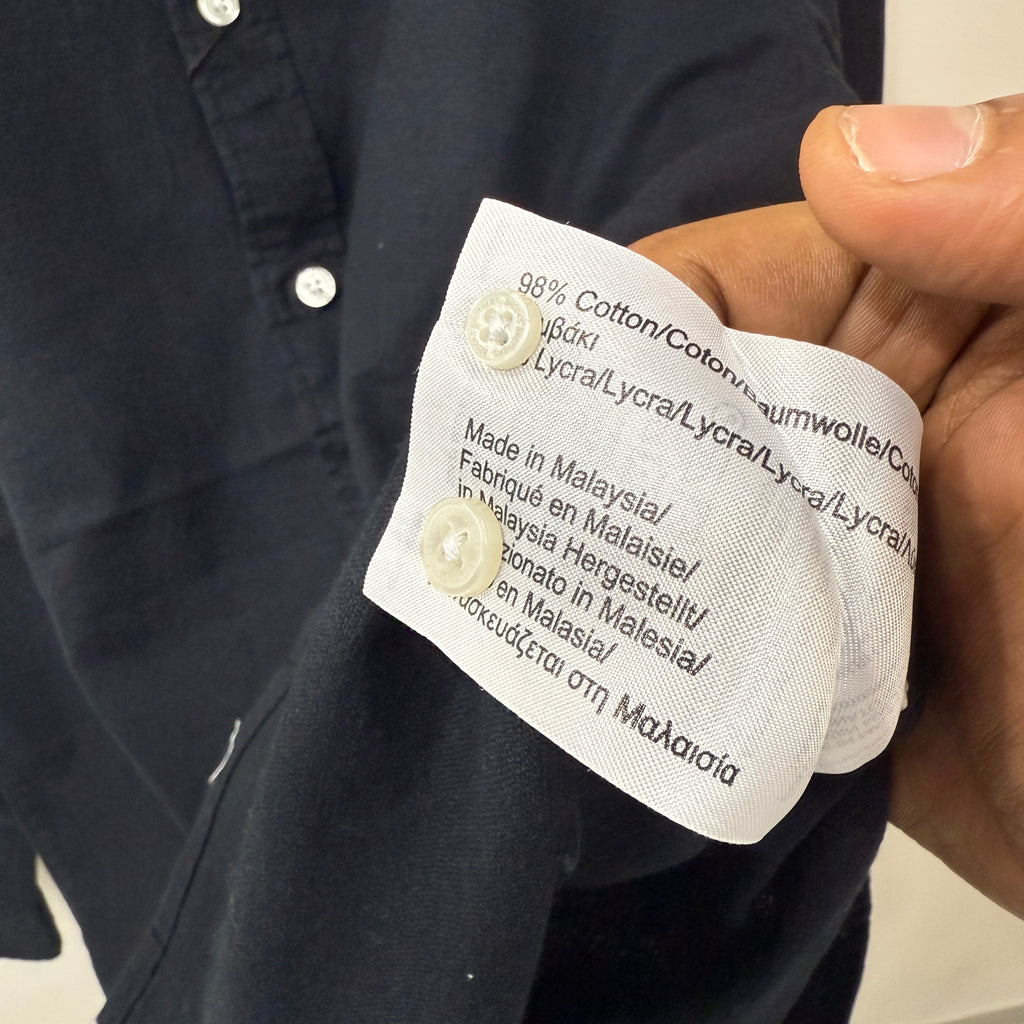 98% Cotton/Coton/Baumwolle/Coto
μβάκι
Lycra/Lycra/Lycra/Lycra/Lycra/
Made in Malaysia/
Fabriqué en Malaisie/
in Malaysia Hergestellt/
zionato in Malesia/
en Malasia/
σκευάζεται στη Μαλαισία